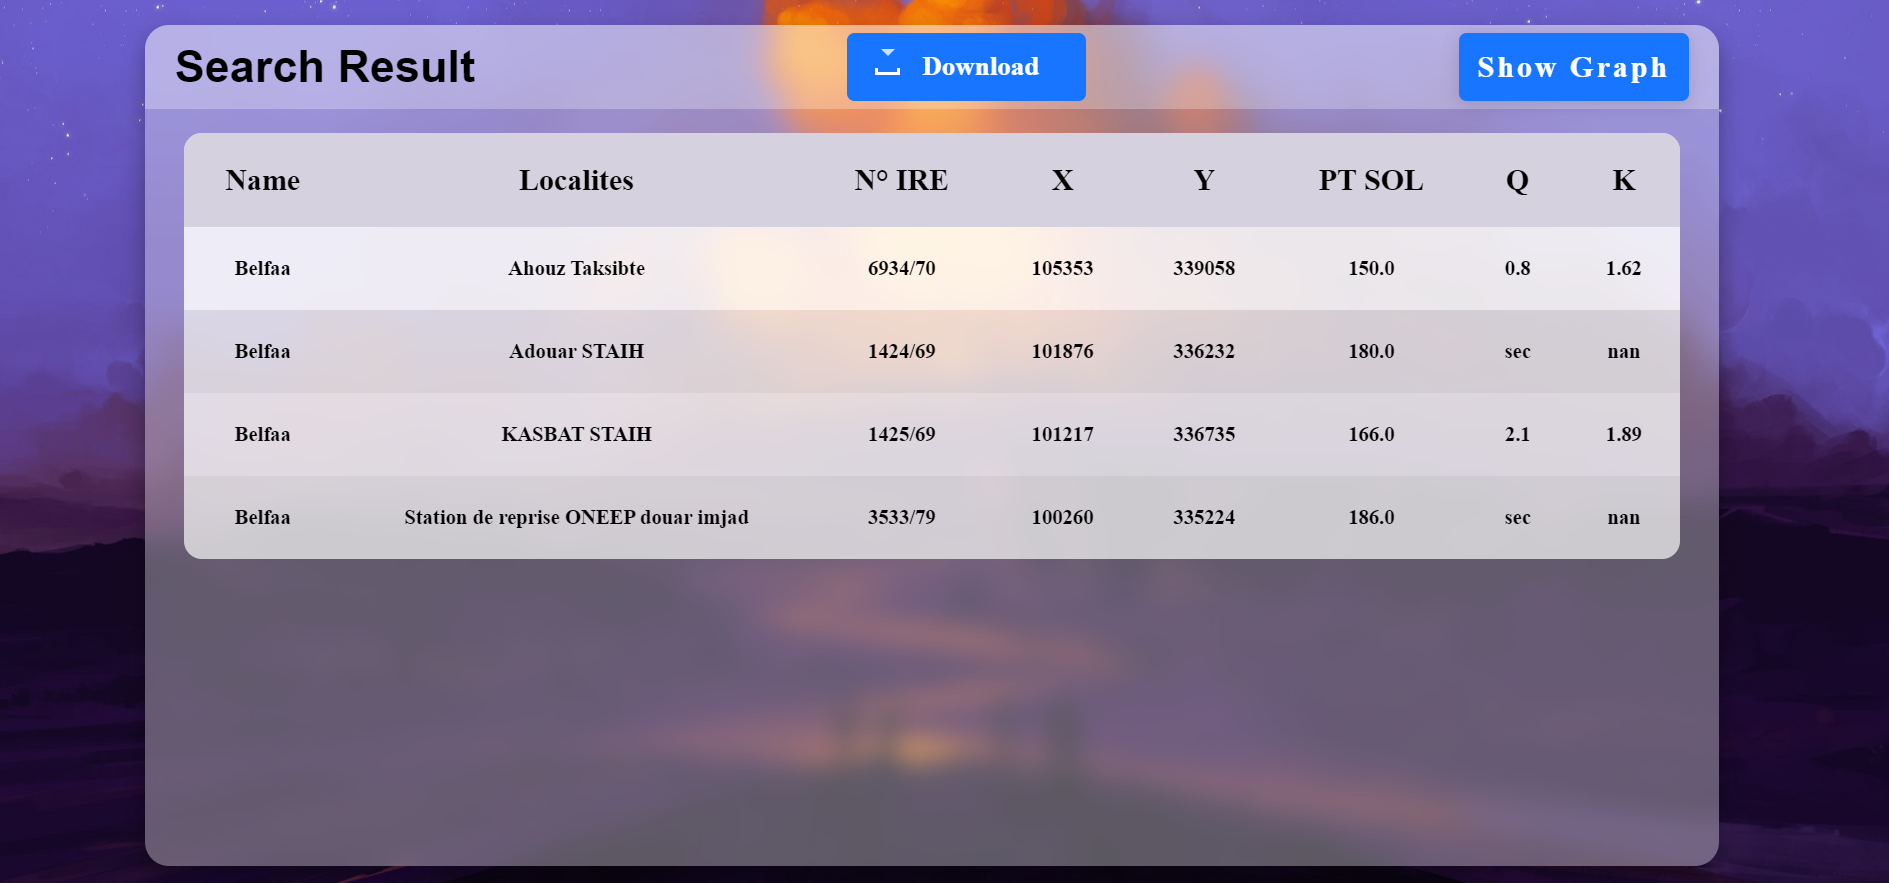 Search Result Download Show Graph
Name Localites N° IRE X Y PT SOL Q K
Belfaa Ahouz Taksibte 6934/70 105353 339058 150.0 0.8 1.62
Belfaa Adouar STAIH 1424/69 101876 336232 180.0 sec nan
Belfaa KASBAT STAIH 1425/69 101217 336735 166.0 2.1 1.89
Belfaa Station de reprise ONEEP douar imjad 3533/79 100260 335224 186.0 sec nan